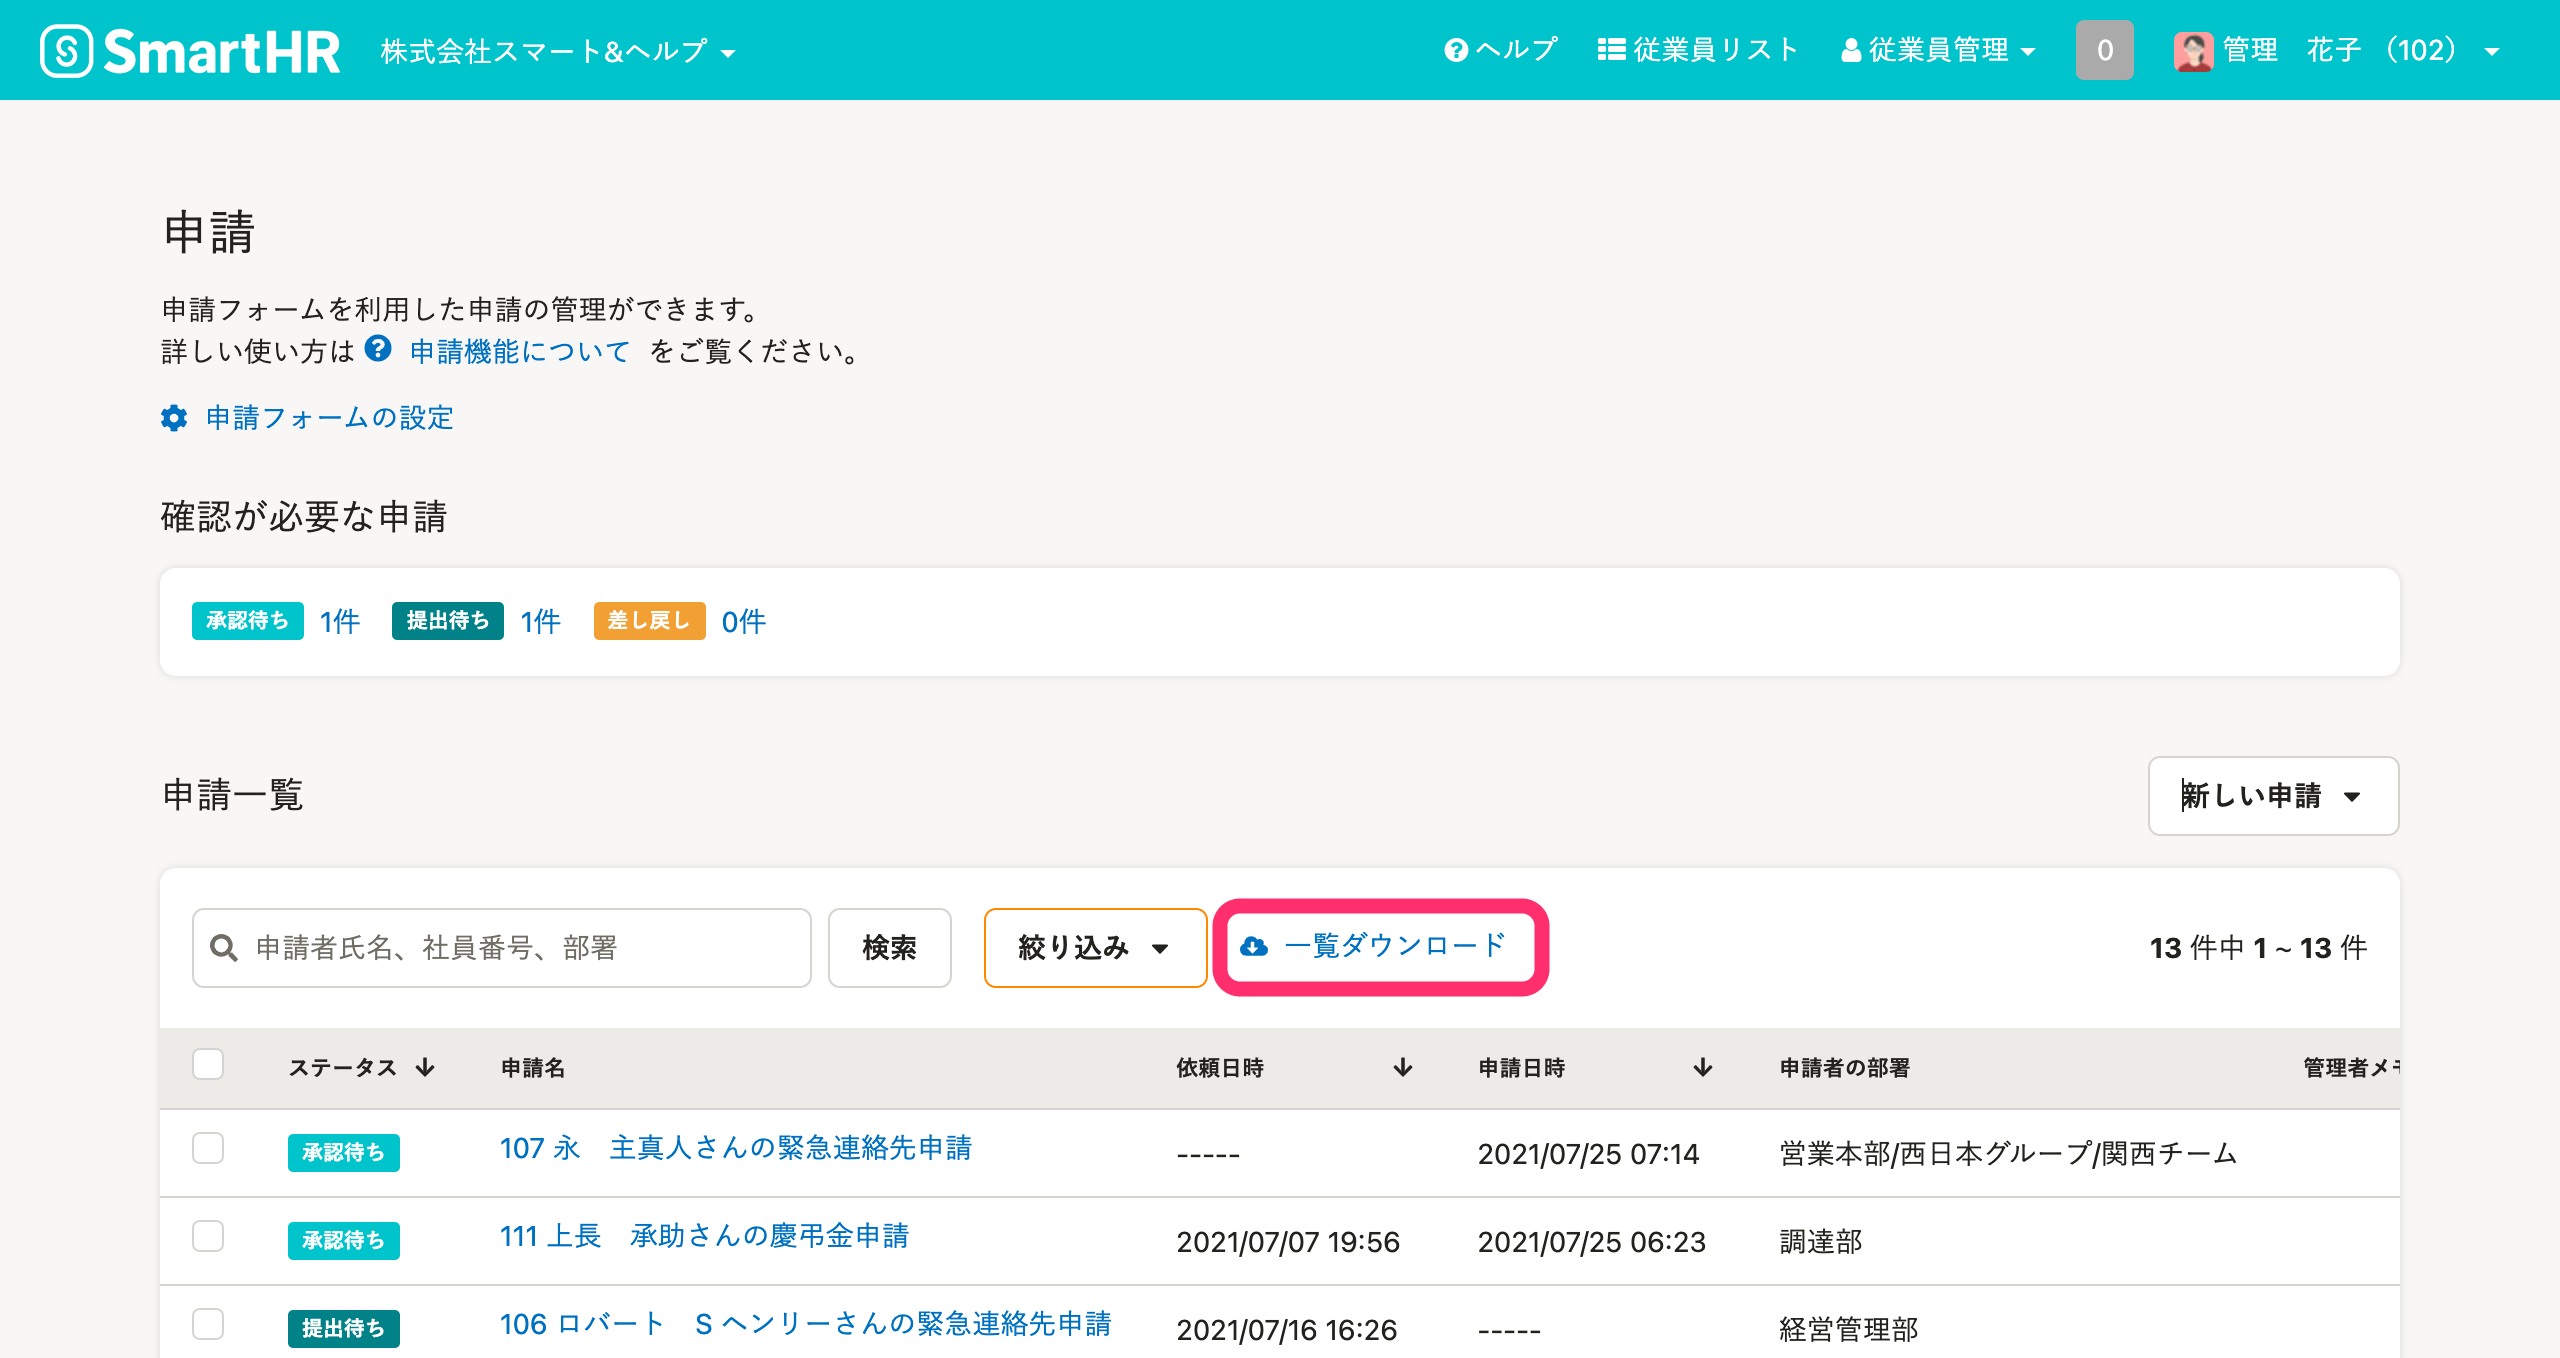 SmartHR 株式会社スマート&ヘルプ ヘルプ 従業員リスト 従業員管理 0 管理　花子 （102）
申請
申請フォームを利用した申請の管理ができます。
詳しい使い方は 申請機能について をご覧ください。
申請フォームの設定
確認が必要な申請
承認待ち 1件 提出待ち 1件 差し戻し 0件
申請一覧 新しい申請
申請者氏名、社員番号、部署 検索 絞り込み 一覧ダウンロード 13 件中 1 ~ 13 件
ステータス 申請名 依頼日時 申請日時 申請者の部署 管理者メモ
承認待ち 107 永　主真人さんの緊急連絡先申請 ----- 2021/07/25 07:14 営業本部/西日本グループ/関西チーム
承認待ち 111 上長　承助さんの慶弔金申請 2021/07/07 19:56 2021/07/25 06:23 調達部
提出待ち 106 ロバート　S ヘンリーさんの緊急連絡先申請 2021/07/16 16:26 ----- 経営管理部